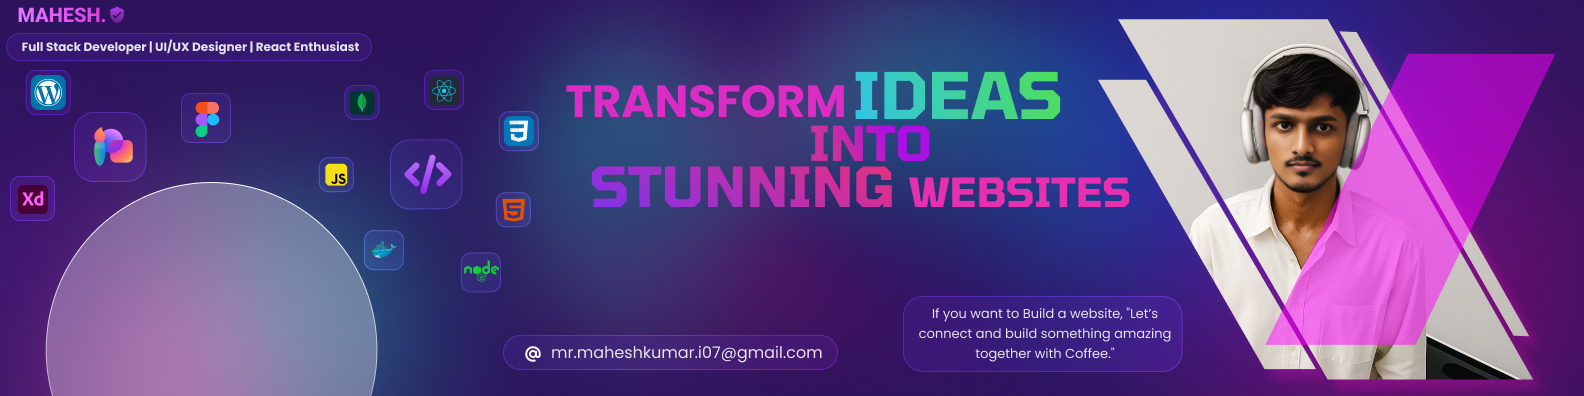 MAHESH.
Full Stack Developer | UI/UX Designer | React Enthusiast
Xd
JS
node
TRANSFORM IDEAS
INTO
STUNNING WEBSITES
@ mr.maheshkumar.i07@gmail.com
If you want to Build a website, "Let's
connect and build something amazing
together with Coffee."